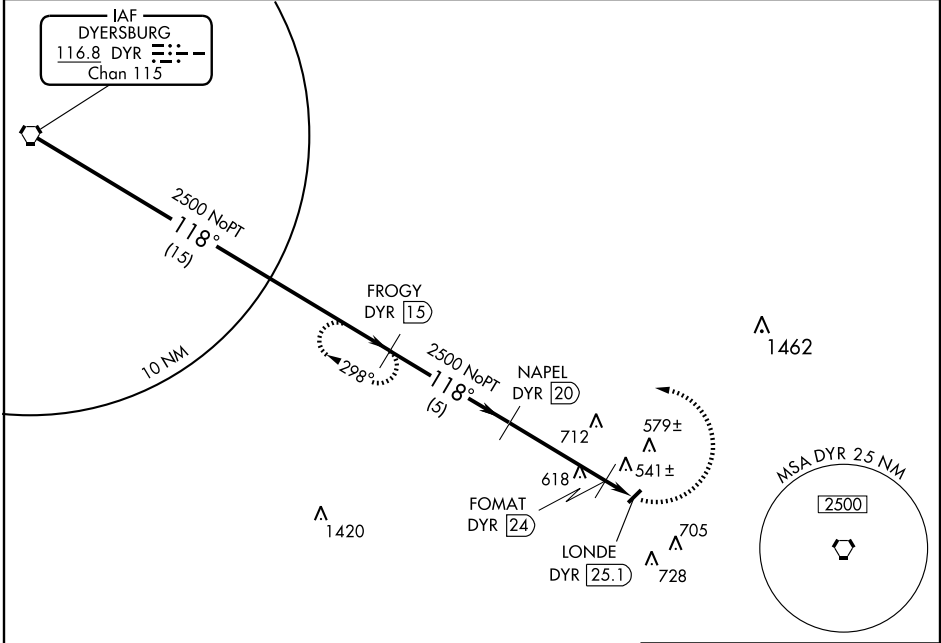 IAF
DYERSBURG
116.8 DYR
Chan 115
2500 NoPT
118°
(15)
10 NM
FROGY
DYR 15
298°
2500 NoPT
118°
(5)
NAPEL
DYR 20
1462
712
579±
541±
618
FOMAT
DYR 24
LONDE
DYR 25.1
705
728
1420
MSA DYR 25 NM
2500